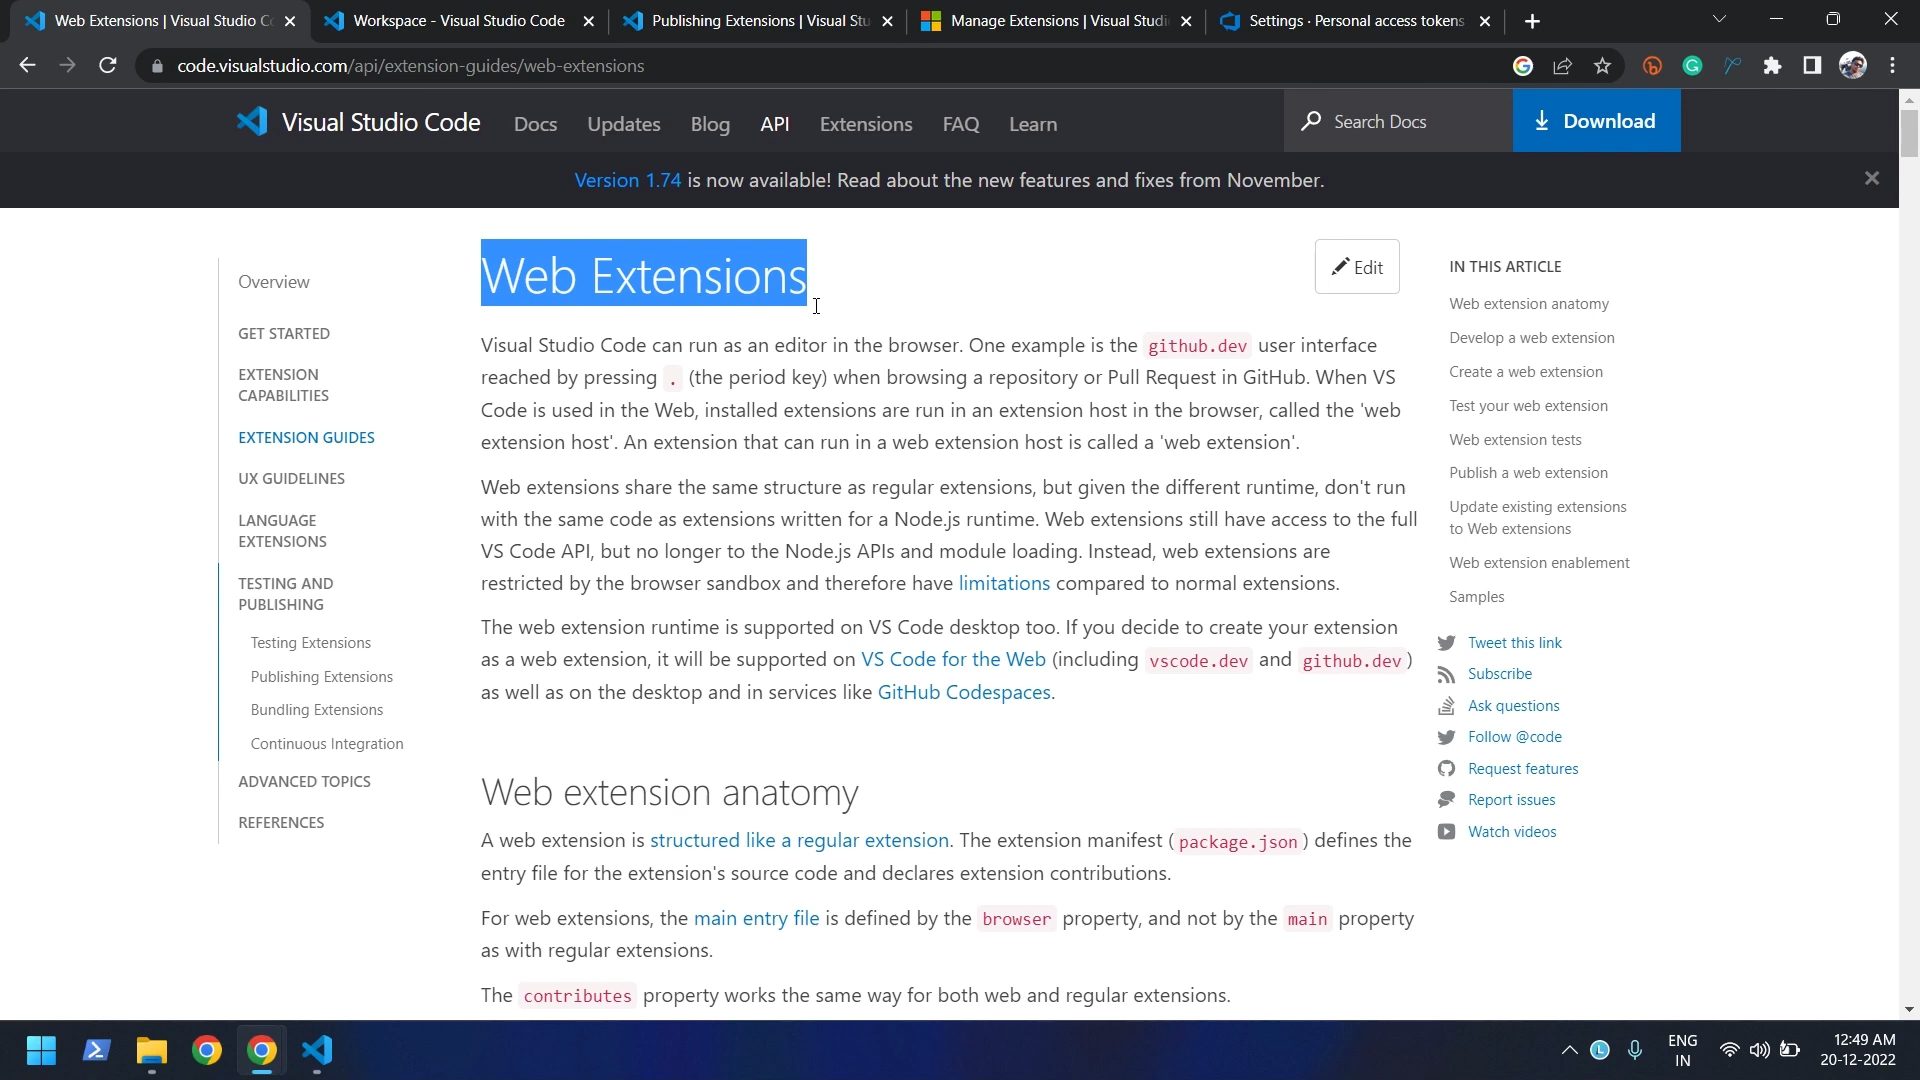 Web Extensions | Visual Studio C
Workspace - Visual Studio Code
Publishing Extensions | Visual Stu
Manage Extensions | Visual Studi
Settings · Personal access tokens
code.visualstudio.com/api/extension-guides/web-extensions
Visual Studio Code
Docs
Updates
Blog
API
Extensions
FAQ
Learn
Search Docs
Download
Version 1.74 is now available! Read about the new features and fixes from November.
Overview
GET STARTED
EXTENSION
CAPABILITIES
EXTENSION GUIDES
UX GUIDELINES
LANGUAGE
EXTENSIONS
TESTING AND
PUBLISHING
Testing Extensions
Publishing Extensions
Bundling Extensions
Continuous Integration
ADVANCED TOPICS
REFERENCES
Web Extensions
Edit
Visual Studio Code can run as an editor in the browser. One example is the github.dev user interface
reached by pressing . (the period key) when browsing a repository or Pull Request in GitHub. When VS
Code is used in the Web, installed extensions are run in an extension host in the browser, called the 'web
extension host'. An extension that can run in a web extension host is called a 'web extension'.
Web extensions share the same structure as regular extensions, but given the different runtime, don't run
with the same code as extensions written for a Node.js runtime. Web extensions still have access to the full
VS Code API, but no longer to the Node.js APIs and module loading. Instead, web extensions are
restricted by the browser sandbox and therefore have limitations compared to normal extensions.
The web extension runtime is supported on VS Code desktop too. If you decide to create your extension
as a web extension, it will be supported on VS Code for the Web (including vscode.dev and github.dev)
as well as on the desktop and in services like GitHub Codespaces.
Web extension anatomy
A web extension is structured like a regular extension. The extension manifest (package.json) defines the
entry file for the extension's source code and declares extension contributions.
For web extensions, the main entry file is defined by the browser property, and not by the main property
as with regular extensions.
The contributes property works the same way for both web and regular extensions.
IN THIS ARTICLE
Web extension anatomy
Develop a web extension
Create a web extension
Test your web extension
Web extension tests
Publish a web extension
Update existing extensions
to Web extensions
Web extension enablement
Samples
Tweet this link
Subscribe
Ask questions
Follow @code
Request features
Report issues
Watch videos
ENG
IN
12:49 AM
20-12-2022